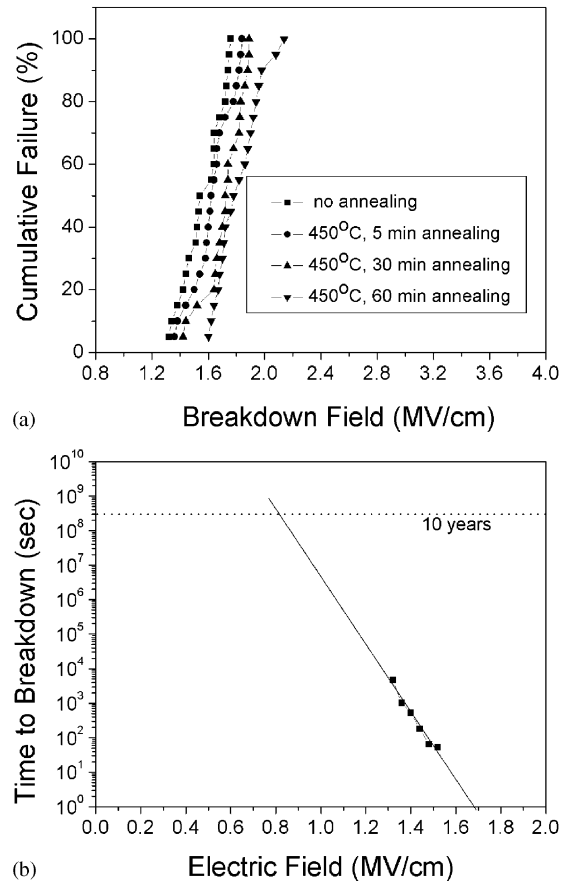 100
80
60
40
20
0
Cumulative Failure (%)
no annealing
450°C, 5 min annealing
450°C, 30 min annealing
450°C, 60 min annealing
0.8 1.2 1.6 2.0 2.4 2.8 3.2 3.6 4.0
Breakdown Field (MV/cm)
(a)
10^10
10^9
10^8
10^7
10^6
10^5
10^4
10^3
10^2
10^1
10^0
Time to Breakdown (sec)
10 years
0.0 0.2 0.4 0.6 0.8 1.0 1.2 1.4 1.6 1.8 2.0
Electric Field (MV/cm)
(b)